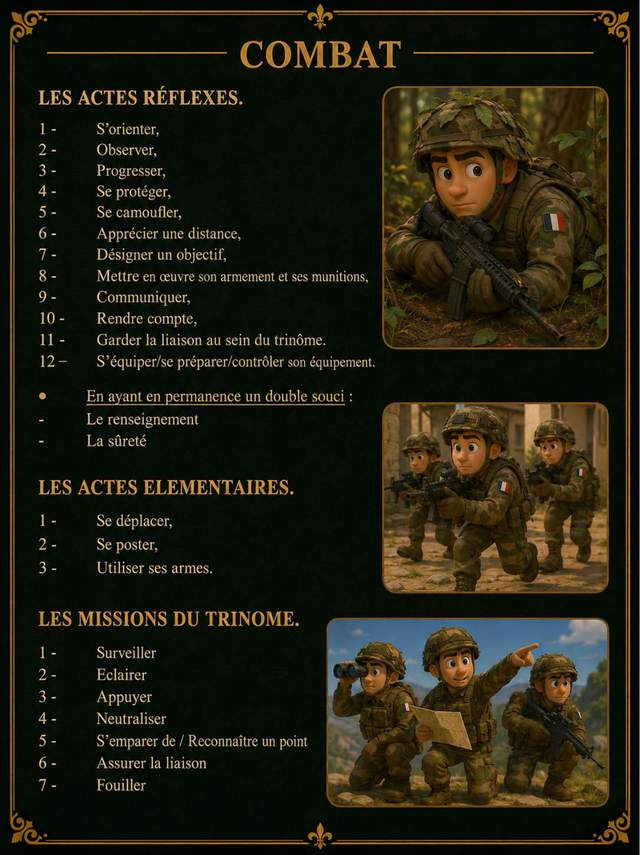 COMBAT
LES ACTES RÉFLEXES.
1 - S'orienter,
2 - Observer,
3 - Progresser,
4 - Se protéger,
5 - Se camoufler,
6 - Apprécier une distance,
7 - Désigner un objectif,
8 - Mettre en œuvre son armement et ses munitions,
9 - Communiquer,
10 - Rendre compte,
11 - Garder la liaison au sein du trinôme.
12 – S'équiper/se préparer/contrôler son équipement.
• En ayant en permanence un double souci :
- Le renseignement
- La sûreté
LES ACTES ELEMENTAIRES.
1 - Se déplacer,
2 - Se poster,
3 - Utiliser ses armes.
LES MISSIONS DU TRINOME.
1 - Surveiller
2 - Eclairer
3 - Appuyer
4 - Neutraliser
5 - S'emparer de / Reconnaître un point
6 - Assurer la liaison
7 - Fouiller